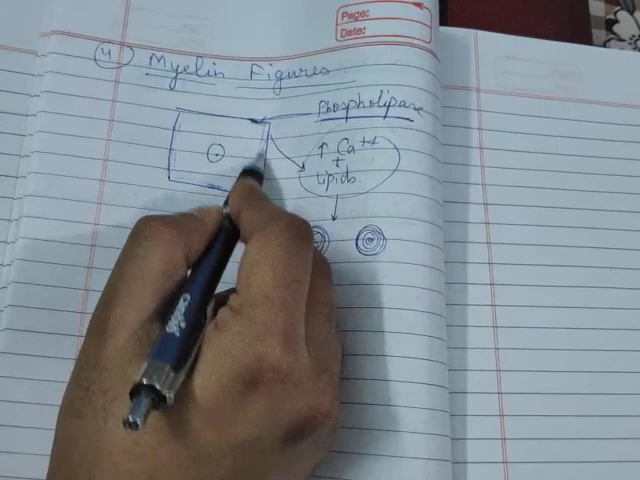 Page:
Date:
4 Myelin Figures
Phospholipase
↑ Ca++
+
Lipids.